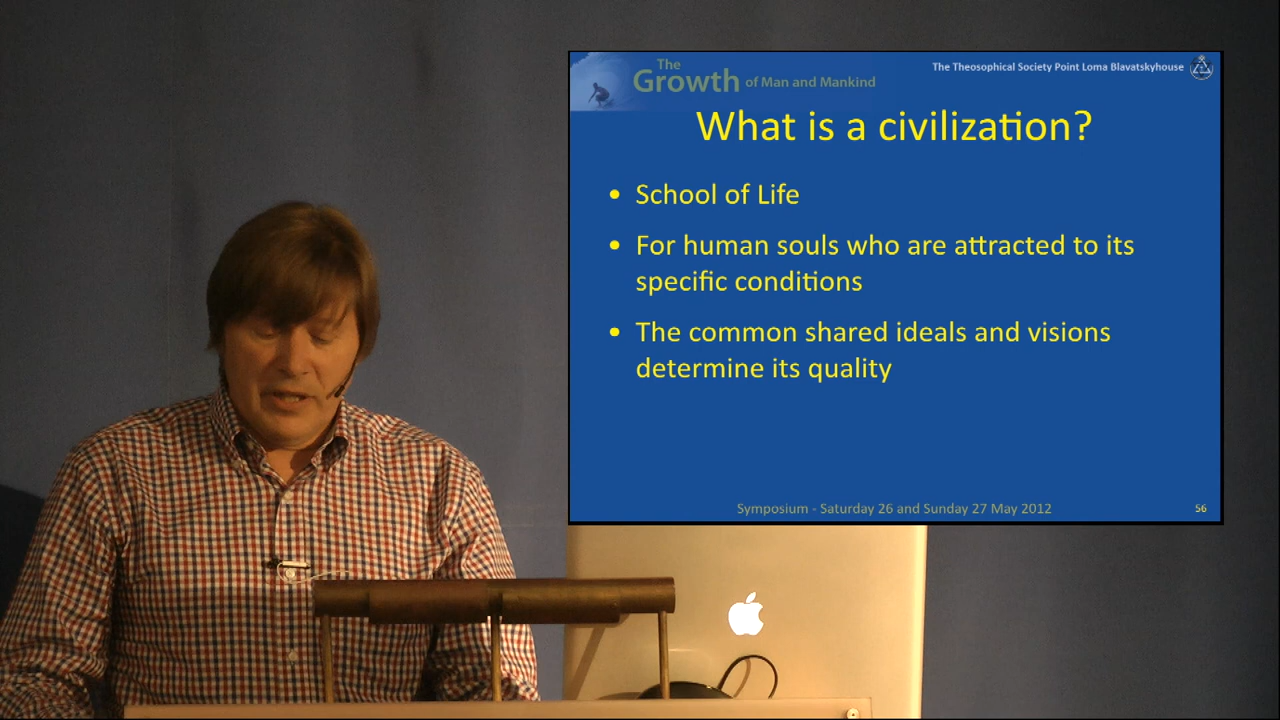 The
Growth of Man and Mankind
The Theosophical Society Point Loma Blavatskyhouse
What is a civilization?
• School of Life
• For human souls who are attracted to its
specific conditions
• The common shared ideals and visions
determine its quality
Symposium - Saturday 26 and Sunday 27 May 2012
56